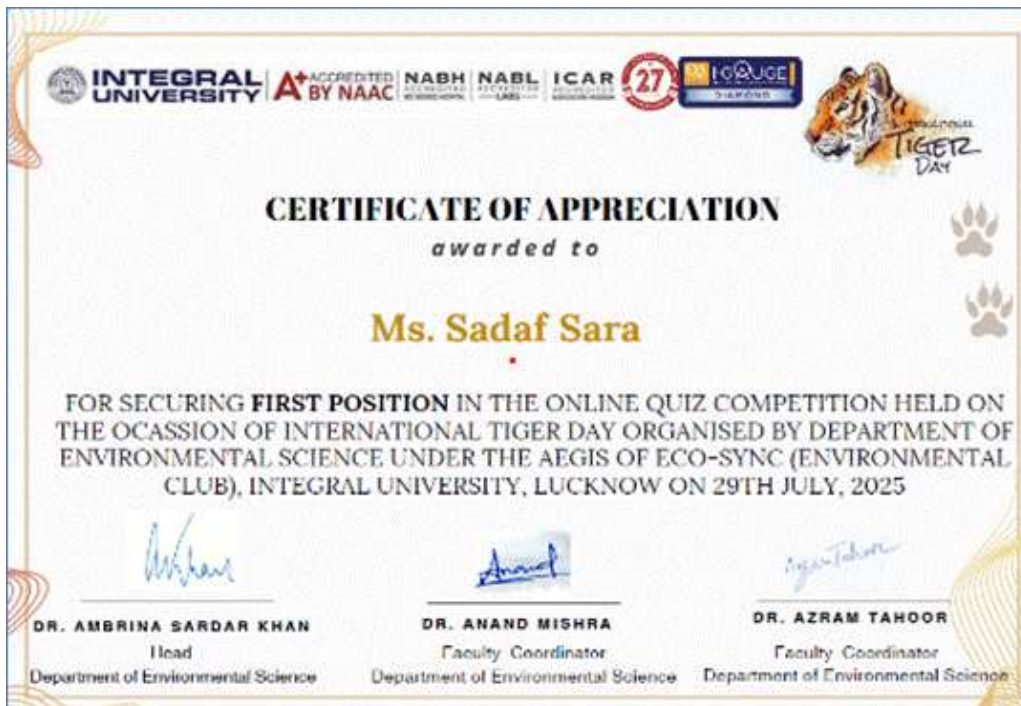 INTEGRAL UNIVERSITY
A+ ACCREDITED BY NAAC
NABH
NABL
LABS
ICAR
27
I·GAUGE
DIAMOND
TIGER
DAY
CERTIFICATE OF APPRECIATION
awarded to
Ms. Sadaf Sara
FOR SECURING FIRST POSITION IN THE ONLINE QUIZ COMPETITION HELD ON
THE OCASSION OF INTERNATIONAL TIGER DAY ORGANISED BY DEPARTMENT OF
ENVIRONMENTAL SCIENCE UNDER THE AEGIS OF ECO-SYNC (ENVIRONMENTAL
CLUB), INTEGRAL UNIVERSITY, LUCKNOW ON 29TH JULY, 2025
Anand
DR. AMBRINA SARDAR KHAN
Head
Department of Environmental Science
DR. ANAND MISHRA
Faculty Coordinator
Department of Environmental Science
DR. AZRAM TAHOOR
Faculty Coordinator
Department of Environmental Science